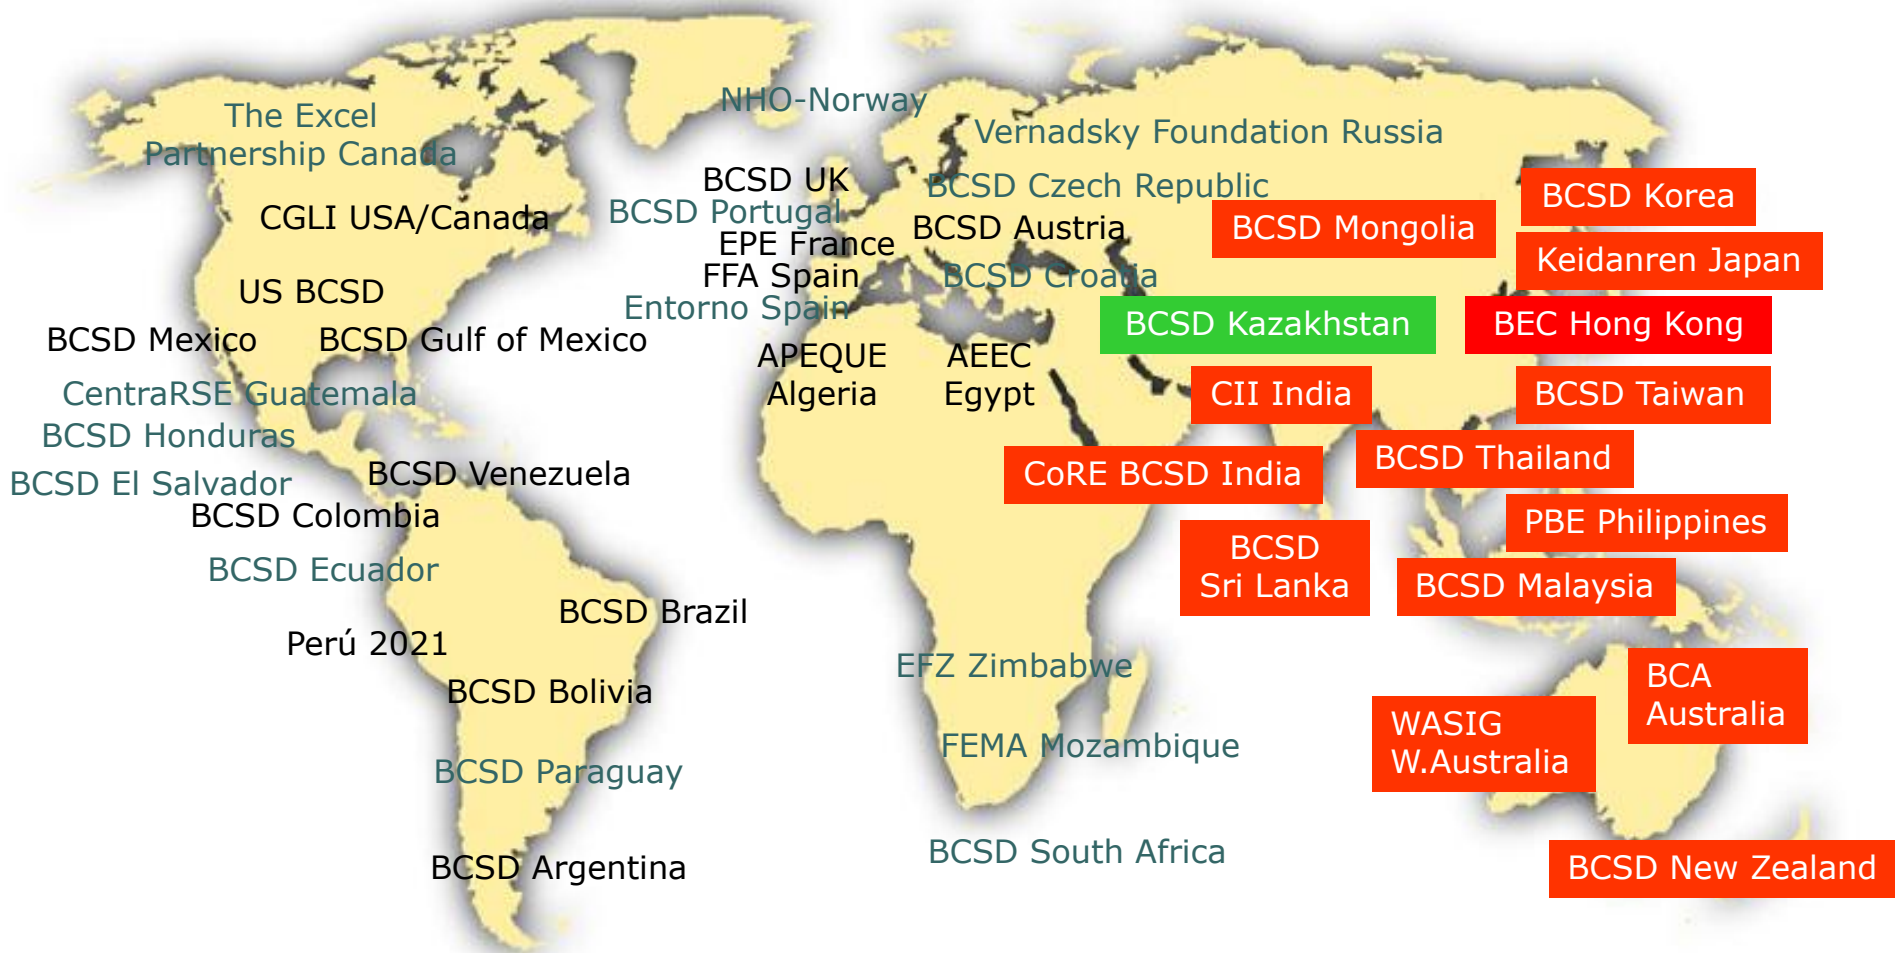 The Excel
Partnership Canada
CGLI USA/Canada
US BCSD
BCSD Mexico
BCSD Gulf of Mexico
CentraRSE Guatemala
BCSD Honduras
BCSD El Salvador
BCSD Venezuela
BCSD Colombia
BCSD Ecuador
BCSD Brazil
Perú 2021
BCSD Bolivia
BCSD Paraguay
BCSD Argentina
NHO-Norway
Vernadsky Foundation Russia
BCSD UK
BCSD Czech Republic
BCSD Portugal
BCSD Austria
EPE France
FFA Spain
BCSD Croatia
Entorno Spain
APEQUE
Algeria
AEEC
Egypt
EFZ Zimbabwe
FEMA Mozambique
BCSD South Africa
BCSD Korea
BCSD Mongolia
Keidanren Japan
BCSD Kazakhstan
BEC Hong Kong
CII India
BCSD Taiwan
CoRE BCSD India
BCSD Thailand
PBE Philippines
BCSD
Sri Lanka
BCSD Malaysia
BCA
Australia
WASIG
W.Australia
BCSD New Zealand